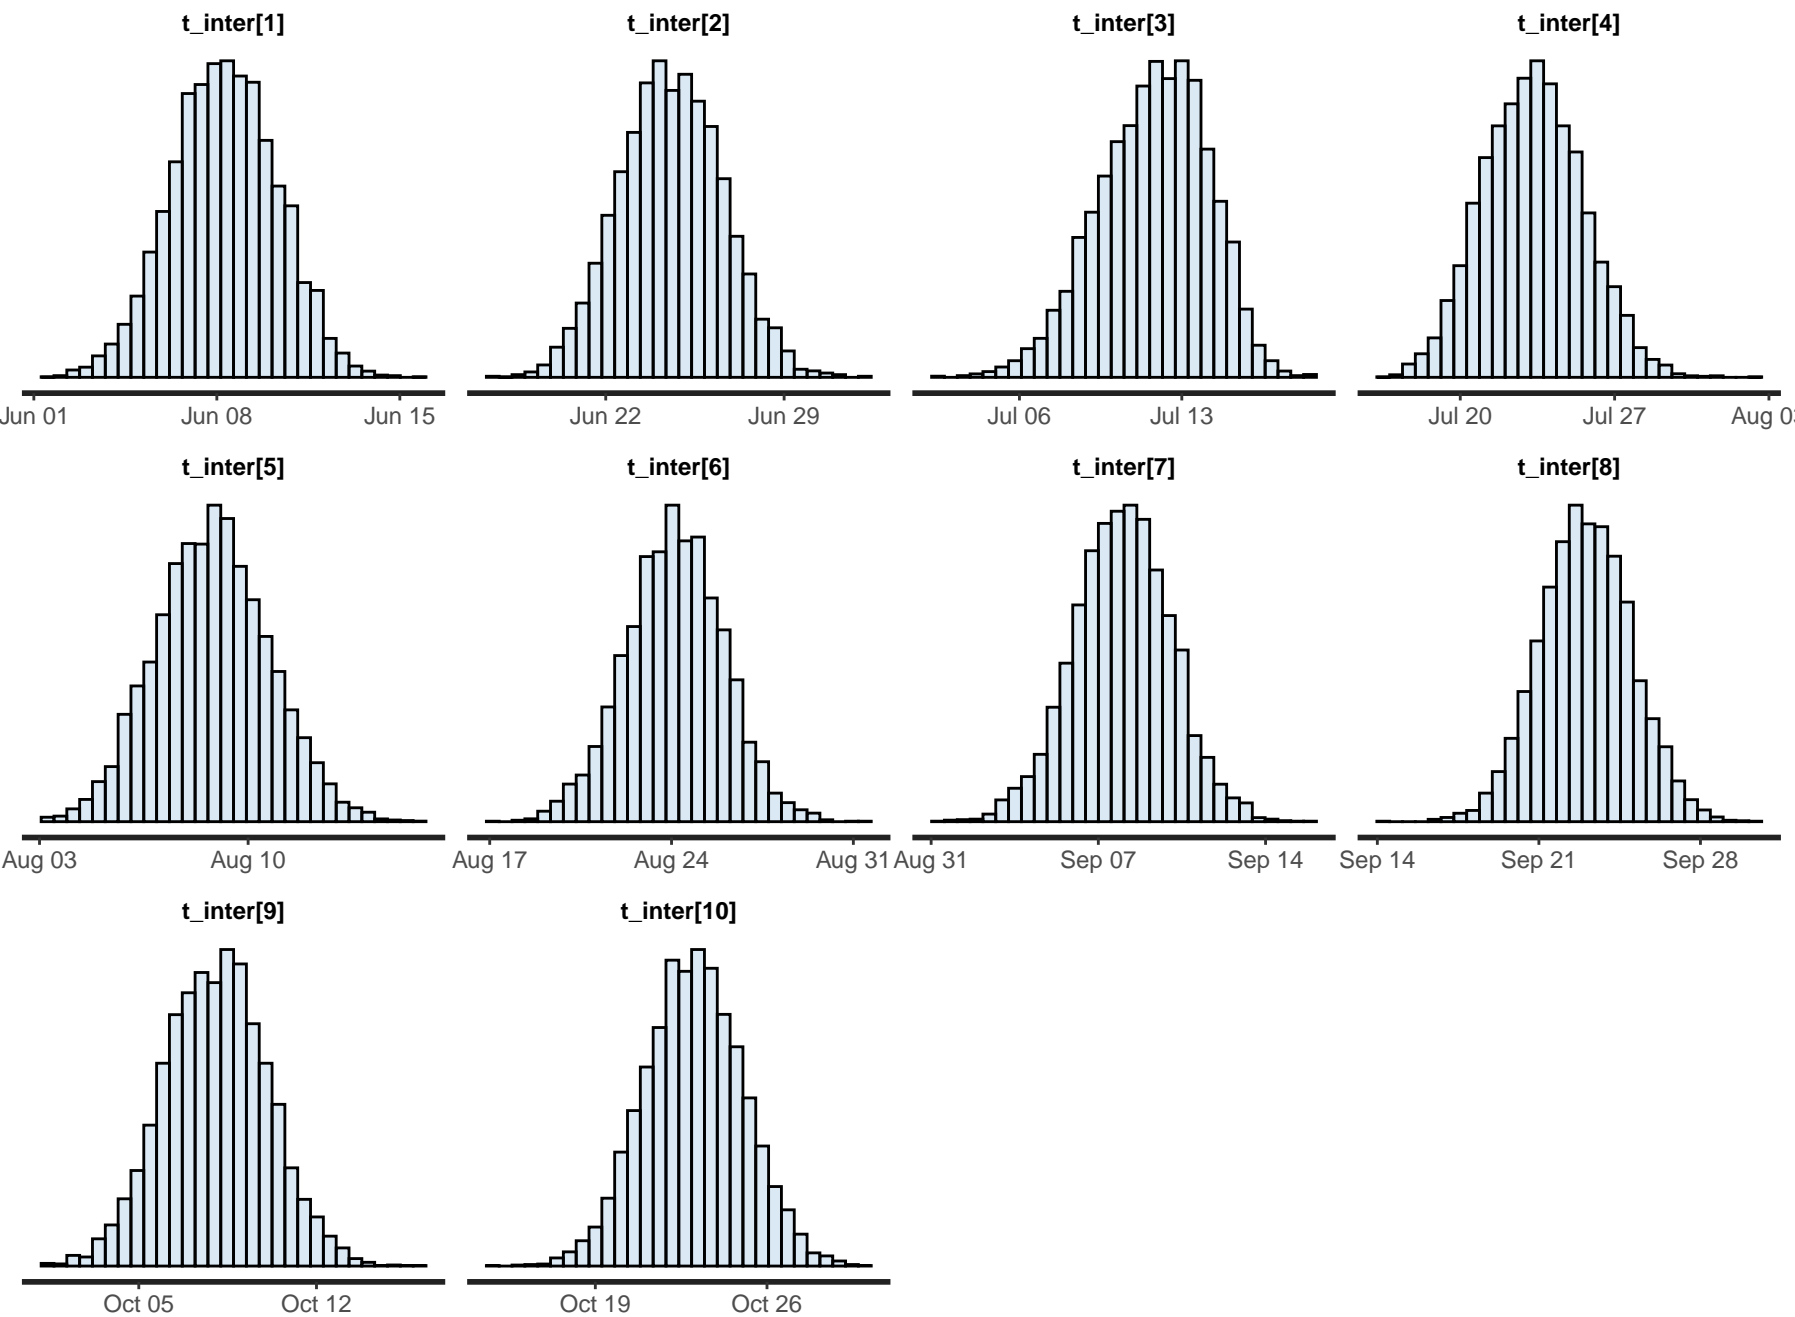 t_inter[1] t_inter[2] t_inter[3] t_inter[4]
Jun 01 Jun 08 Jun 15 Jun 22 Jun 29 Jul 06 Jul 13 Jul 20 Jul 27 Aug 03
t_inter[5] t_inter[6] t_inter[7] t_inter[8]
Aug 03 Aug 10 Aug 17 Aug 24 Aug 31 Aug 31 Sep 07 Sep 14 Sep 14 Sep 21 Sep 28
t_inter[9] t_inter[10]
Oct 05 Oct 12 Oct 19 Oct 26